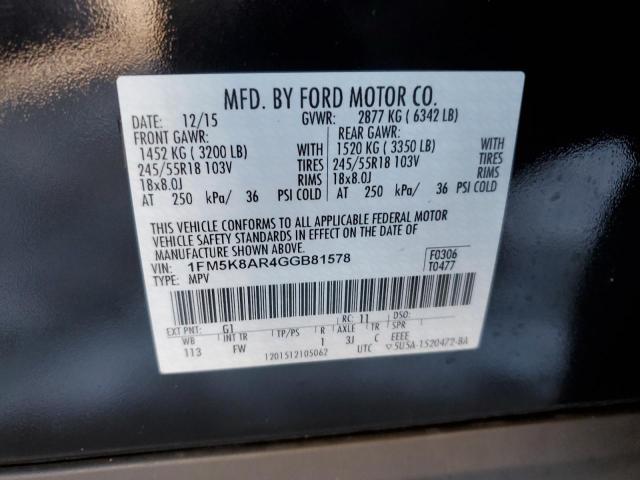 MFD. BY FORD MOTOR CO.
DATE: 12/15 GVWR: 2877 KG ( 6342 LB)
FRONT GAWR: REAR GAWR:
1452 KG ( 3200 LB) WITH 1520 KG ( 3350 LB) WITH
245/55R18 103V TIRES 245/55R18 103V TIRES
18x8.0J RIMS 18x8.0J RIMS
AT 250 kPa/ 36 PSI COLD AT 250 kPa/ 36 PSI COLD
THIS VEHICLE CONFORMS TO ALL APPLICABLE FEDERAL MOTOR
VEHICLE SAFETY STANDARDS IN EFFECT ON THE DATE OF
MANUFACTURE SHOWN ABOVE.
VIN: 1FM5K8AR4GGB81578 F0306
TYPE: MPV T0477
EXT PNT: G1 RC: 11 DSO:
WB INT TR TP/PS R AXLE TR SPR
113 FW 1 3J C EEEE
1201512105062 UTC ▽5U5A-1520472-BA